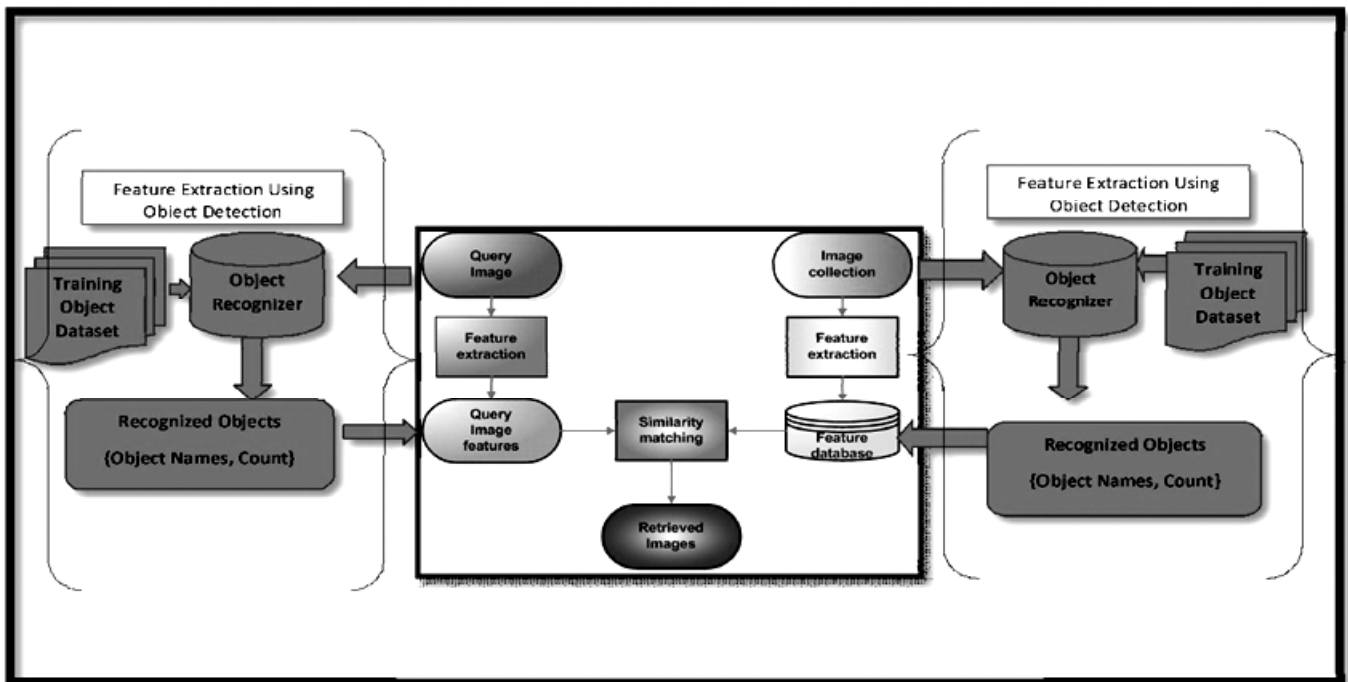 Feature Extraction Using
Object Detection
Training
Object
Dataset
Object
Recognizer
Recognized Objects
{Object Names, Count}
Query
Image
Feature
extraction
Query
Image
features
Similarity
matching
Retrieved
Images
Image
collection
Feature
extraction
Feature
database
Feature Extraction Using
Object Detection
Object
Recognizer
Training
Object
Dataset
Recognized Objects
{Object Names, Count}